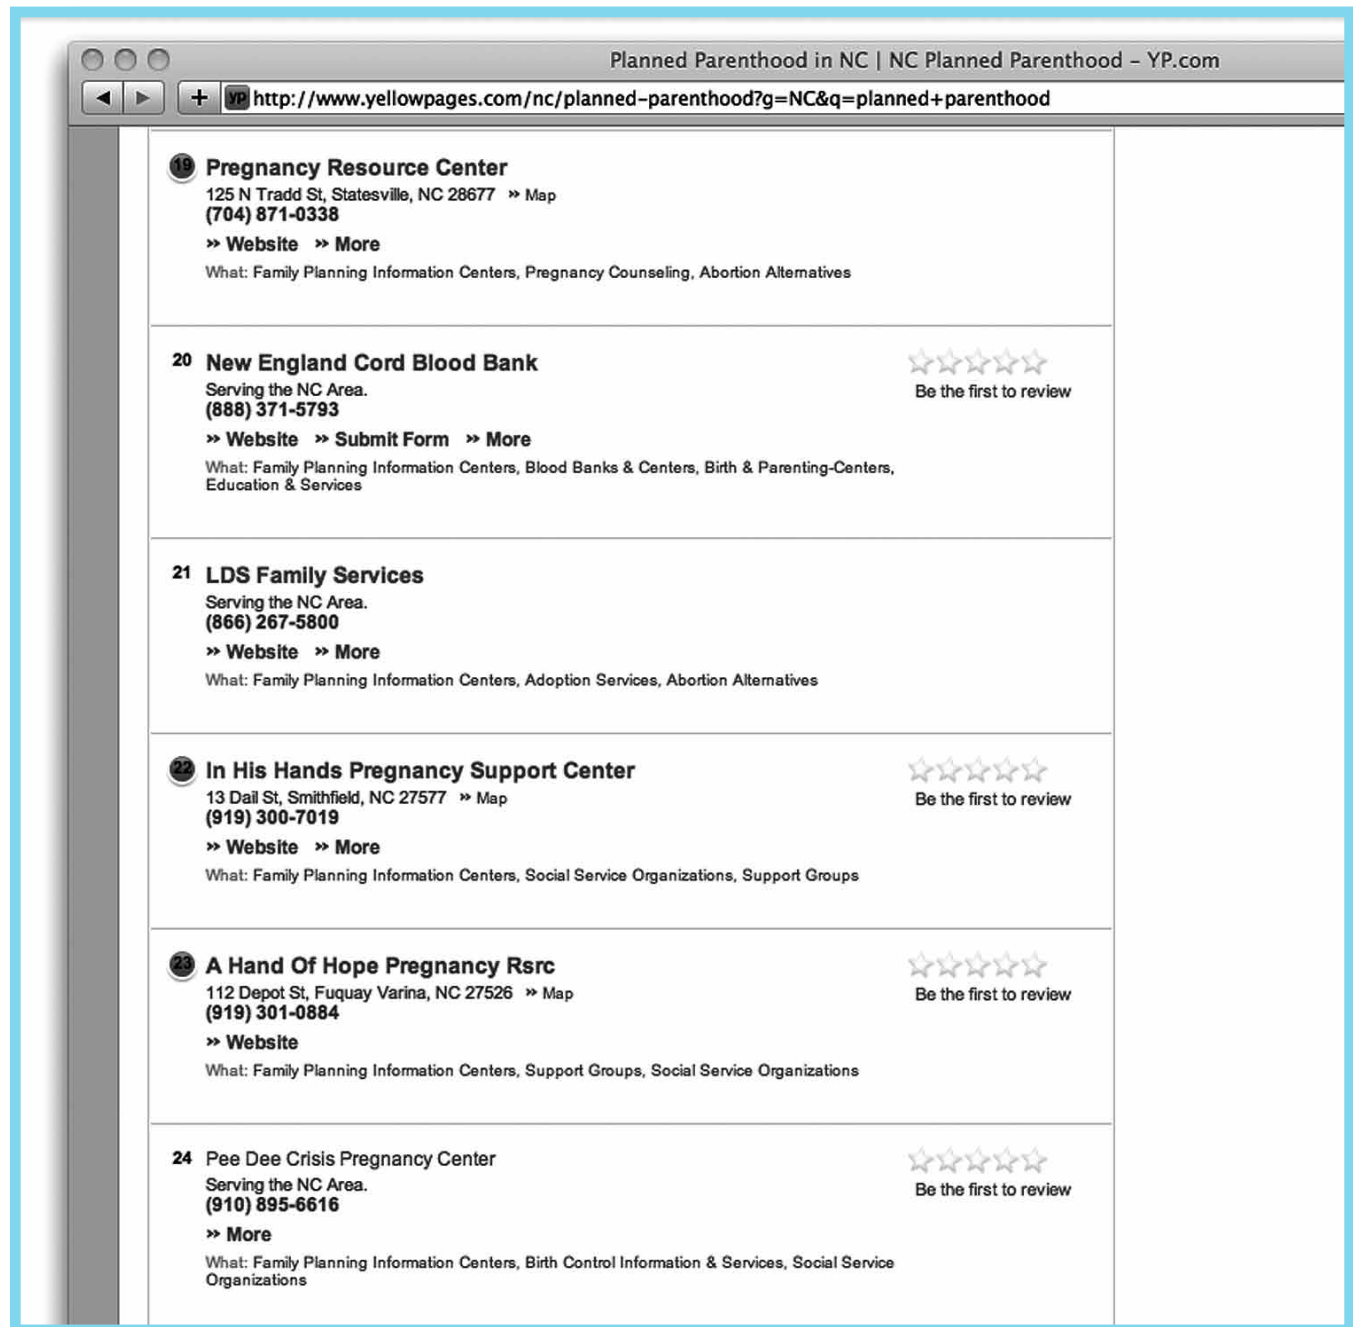 Planned Parenthood in NC | NC Planned Parenthood – YP.com
+ YP http://www.yellowpages.com/nc/planned-parenthood?g=NC&q=planned+parenthood
19 Pregnancy Resource Center
125 N Tradd St, Statesville, NC 28677 » Map
(704) 871-0338
» Website » More
What: Family Planning Information Centers, Pregnancy Counseling, Abortion Alternatives
20 New England Cord Blood Bank
Serving the NC Area.
Be the first to review
(888) 371-5793
» Website » Submit Form » More
What: Family Planning Information Centers, Blood Banks & Centers, Birth & Parenting-Centers,
Education & Services
21 LDS Family Services
Serving the NC Area.
(866) 267-5800
» Website » More
What: Family Planning Information Centers, Adoption Services, Abortion Alternatives
22 In His Hands Pregnancy Support Center
13 Dail St, Smithfield, NC 27577 » Map
Be the first to review
(919) 300-7019
» Website » More
What: Family Planning Information Centers, Social Service Organizations, Support Groups
23 A Hand Of Hope Pregnancy Rsrc
112 Depot St, Fuquay Varina, NC 27526 » Map
Be the first to review
(919) 301-0884
» Website
What: Family Planning Information Centers, Support Groups, Social Service Organizations
24 Pee Dee Crisis Pregnancy Center
Serving the NC Area.
Be the first to review
(910) 895-6616
» More
What: Family Planning Information Centers, Birth Control Information & Services, Social Service
Organizations